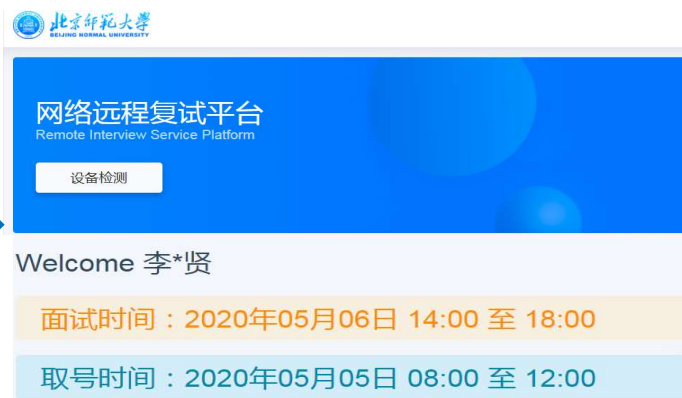 北京师范大学
BEIJING NORMAL UNIVERSITY
网络远程复试平台
Remote Interview Service Platform
设备检测
Welcome 李*贤
面试时间：2020年05月06日 14:00 至 18:00
取号时间：2020年05月05日 08:00 至 12:00